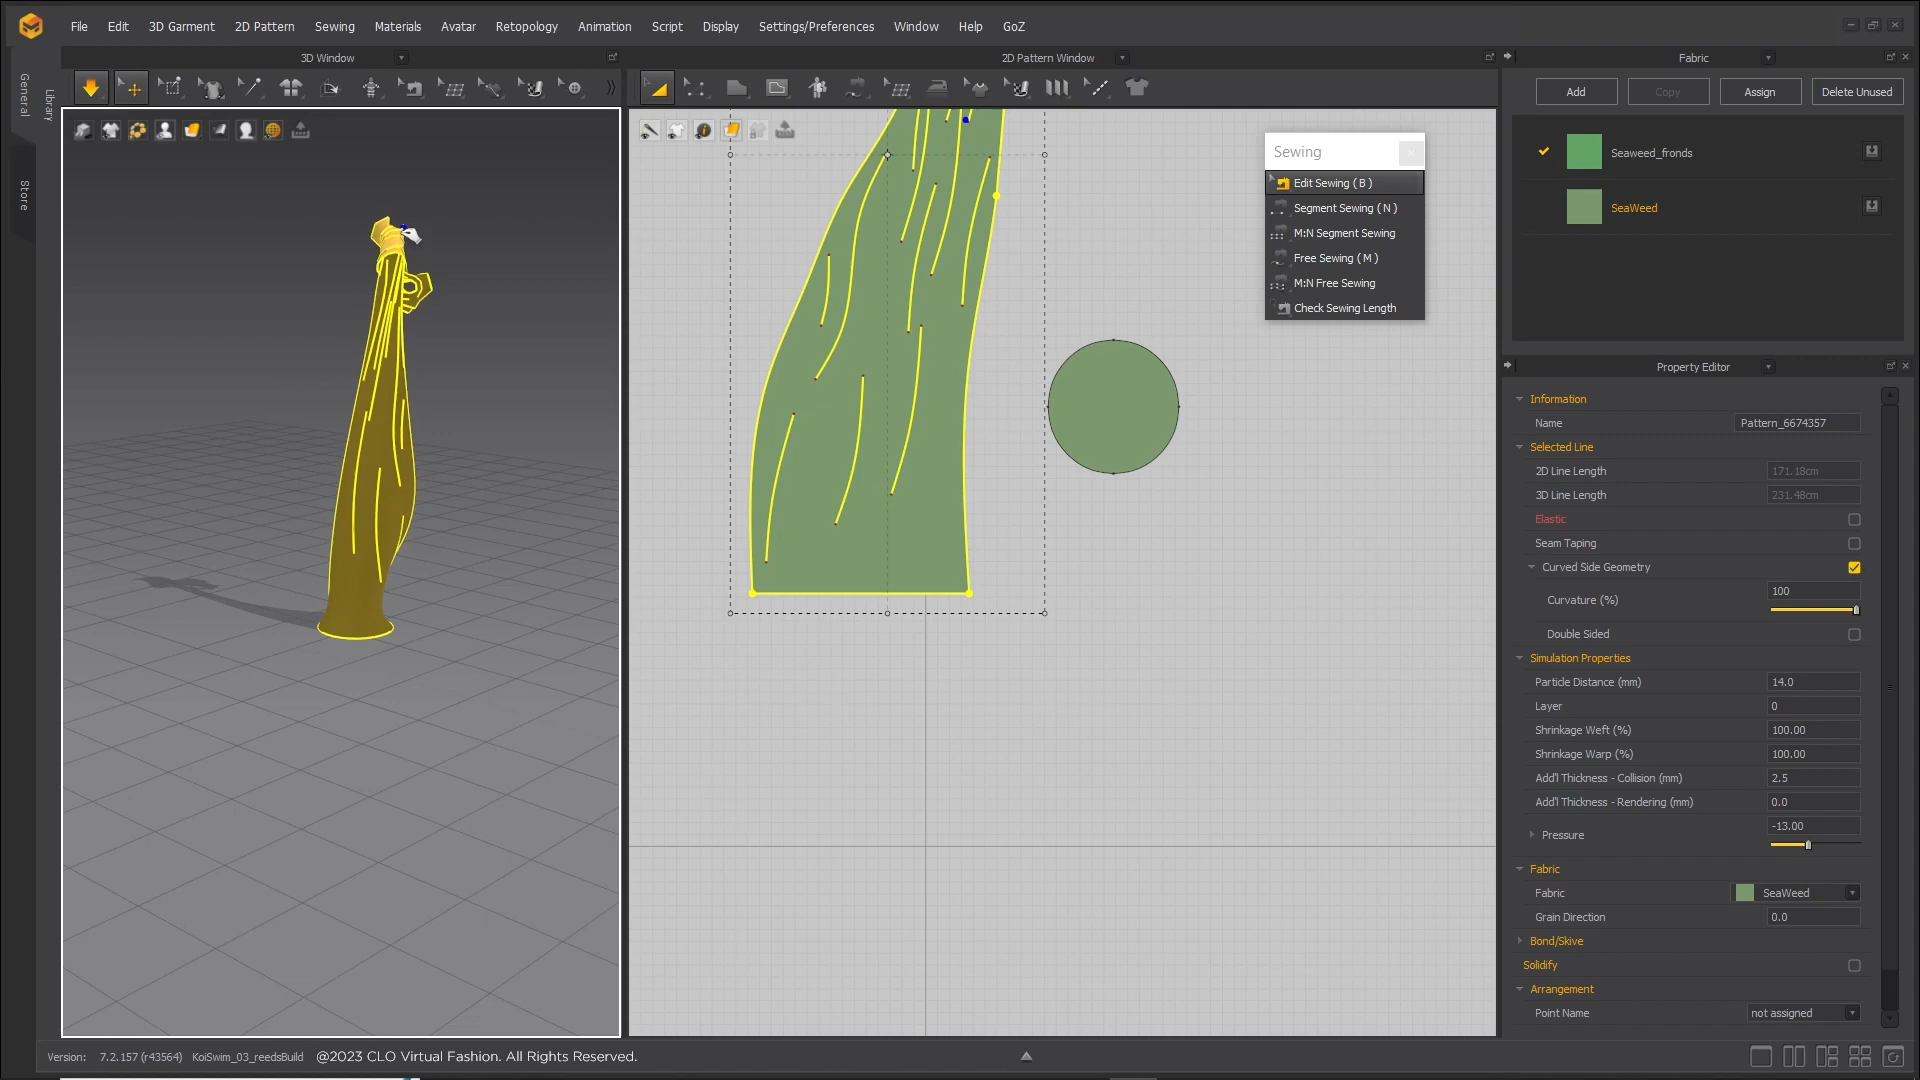 File Edit 3D Garment 2D Pattern Sewing Materials Avatar Retopology Animation Script Display Settings/Preferences Window Help GoZ
3D Window
2D Pattern Window
Fabric
General
Library
Store
Add Copy Assign Delete Unused
Seaweed_fronds
SeaWeed
Sewing
Edit Sewing ( B )
Segment Sewing ( N )
M:N Segment Sewing
Free Sewing ( M )
M:N Free Sewing
Check Sewing Length
Property Editor
Information
Name Pattern_6674357
Selected Line
2D Line Length 171.18cm
3D Line Length 231.48cm
Elastic
Seam Taping
Curved Side Geometry
Curvature (%) 100
Double Sided
Simulation Properties
Particle Distance (mm) 14.0
Layer 0
Shrinkage Weft (%) 100.00
Shrinkage Warp (%) 100.00
Add'l Thickness - Collision (mm) 2.5
Add'l Thickness - Rendering (mm) 0.0
Pressure -13.00
Fabric
Fabric SeaWeed
Grain Direction 0.0
Bond/Skive
Solidify
Arrangement
Point Name not assigned
Version: 7.2.157 (r43564) KoiSwim_03_reedsBuild @2023 CLO Virtual Fashion. All Rights Reserved.